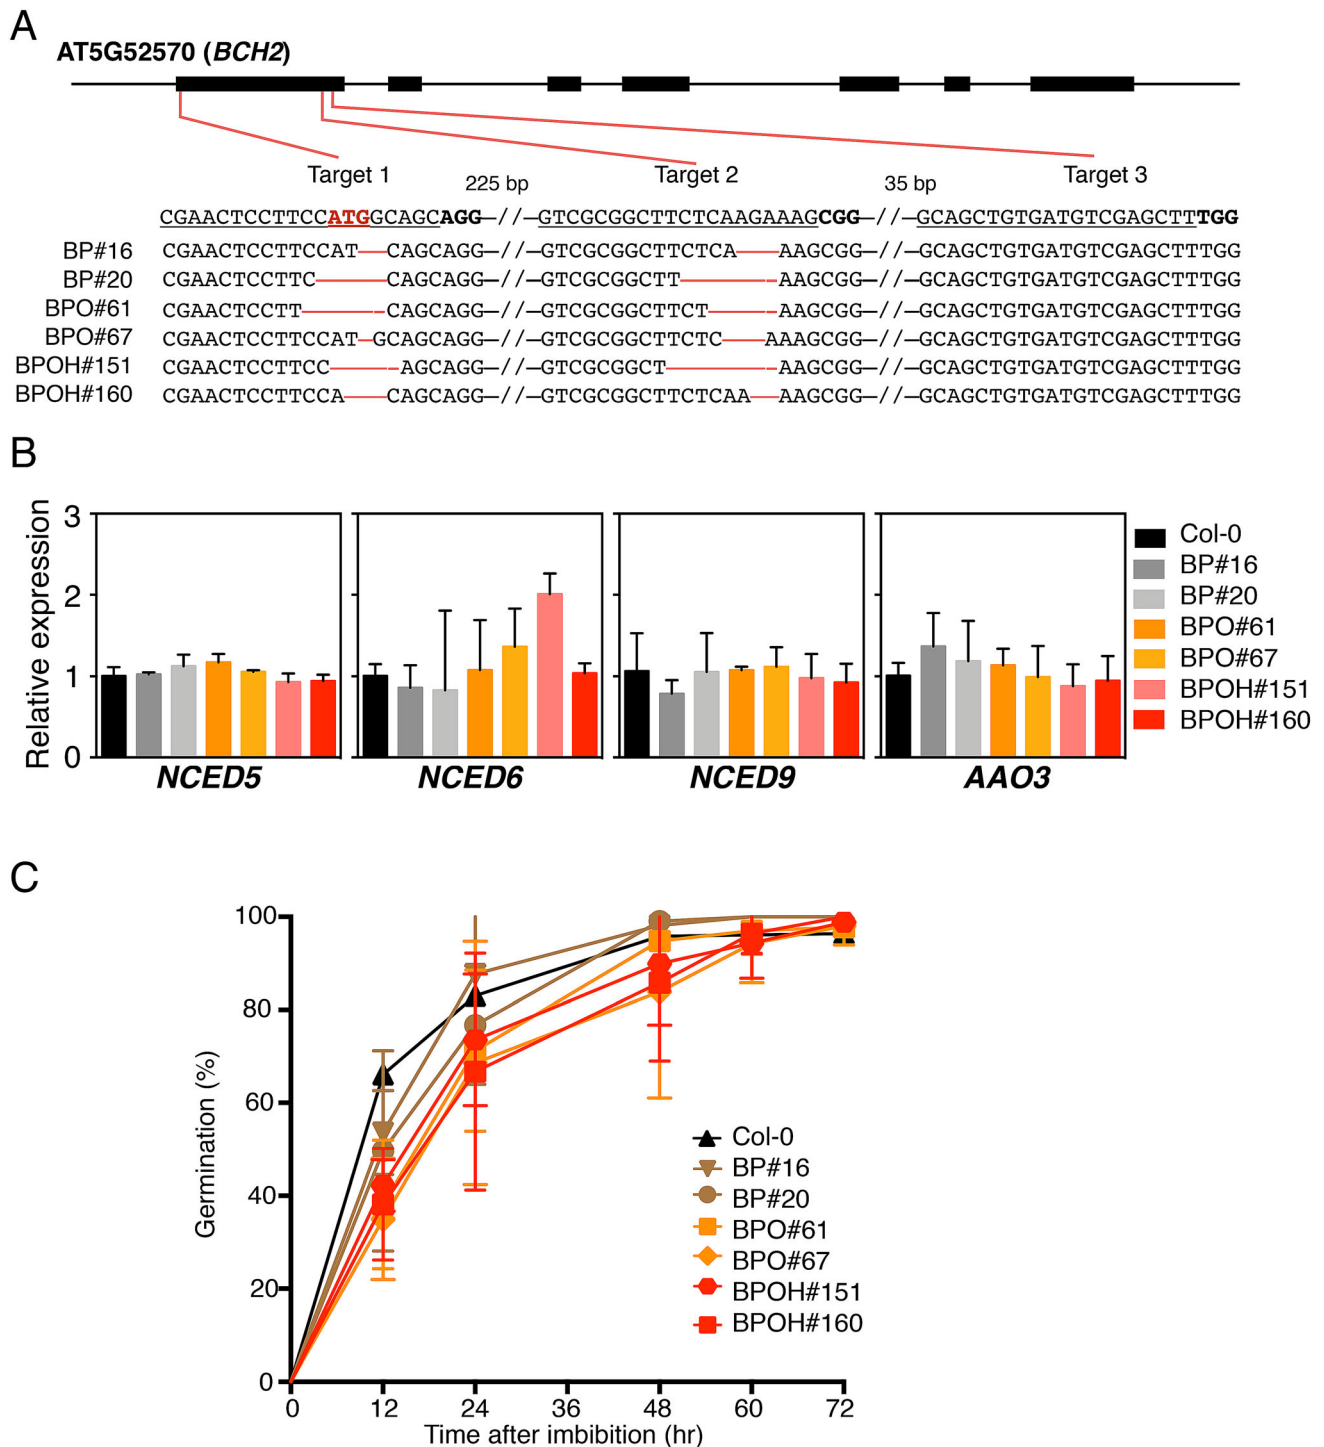 A
AT5G52570 (BCH2)
Target 1 225 bp Target 2 35 bp Target 3
CGAACTCCTTCCATGGCAGCAGG—//—GTCGCGGCTTCTCAAGAAAGCGG—//—GCAGCTGTGATGTCGAGCTTTGG
BP#16 CGAACTCCTTCCAT—CAGCAGG—//—GTCGCGGCTTCTCA—AAGCGG—//—GCAGCTGTGATGTCGAGCTTTGG
BP#20 CGAACTCCTTC—CAGCAGG—//—GTCGCGGCTT—AAGCGG—//—GCAGCTGTGATGTCGAGCTTTGG
BPO#61 CGAACTCCTT—CAGCAGG—//—GTCGCGGCTTCT—AAGCGG—//—GCAGCTGTGATGTCGAGCTTTGG
BPO#67 CGAACTCCTTCCAT—GCAGCAGG—//—GTCGCGGCTTCTC—AAAGCGG—//—GCAGCTGTGATGTCGAGCTTTGG
BPOH#151 CGAACTCCTTCC—AGCAGG—//—GTCGCGGCT—AAGCGG—//—GCAGCTGTGATGTCGAGCTTTGG
BPOH#160 CGAACTCCTTCCA—CAGCAGG—//—GTCGCGGCTTCTCAA—AAGCGG—//—GCAGCTGTGATGTCGAGCTTTGG
B
Relative expression
3
2
1
0
NCED5 NCED6 NCED9 AAO3
Col-0
BP#16
BP#20
BPO#61
BPO#67
BPOH#151
BPOH#160
C
Germination (%)
100
80
60
40
20
0
Col-0
BP#16
BP#20
BPO#61
BPO#67
BPOH#151
BPOH#160
0 12 24 36 48 60 72
Time after imbibition (hr)